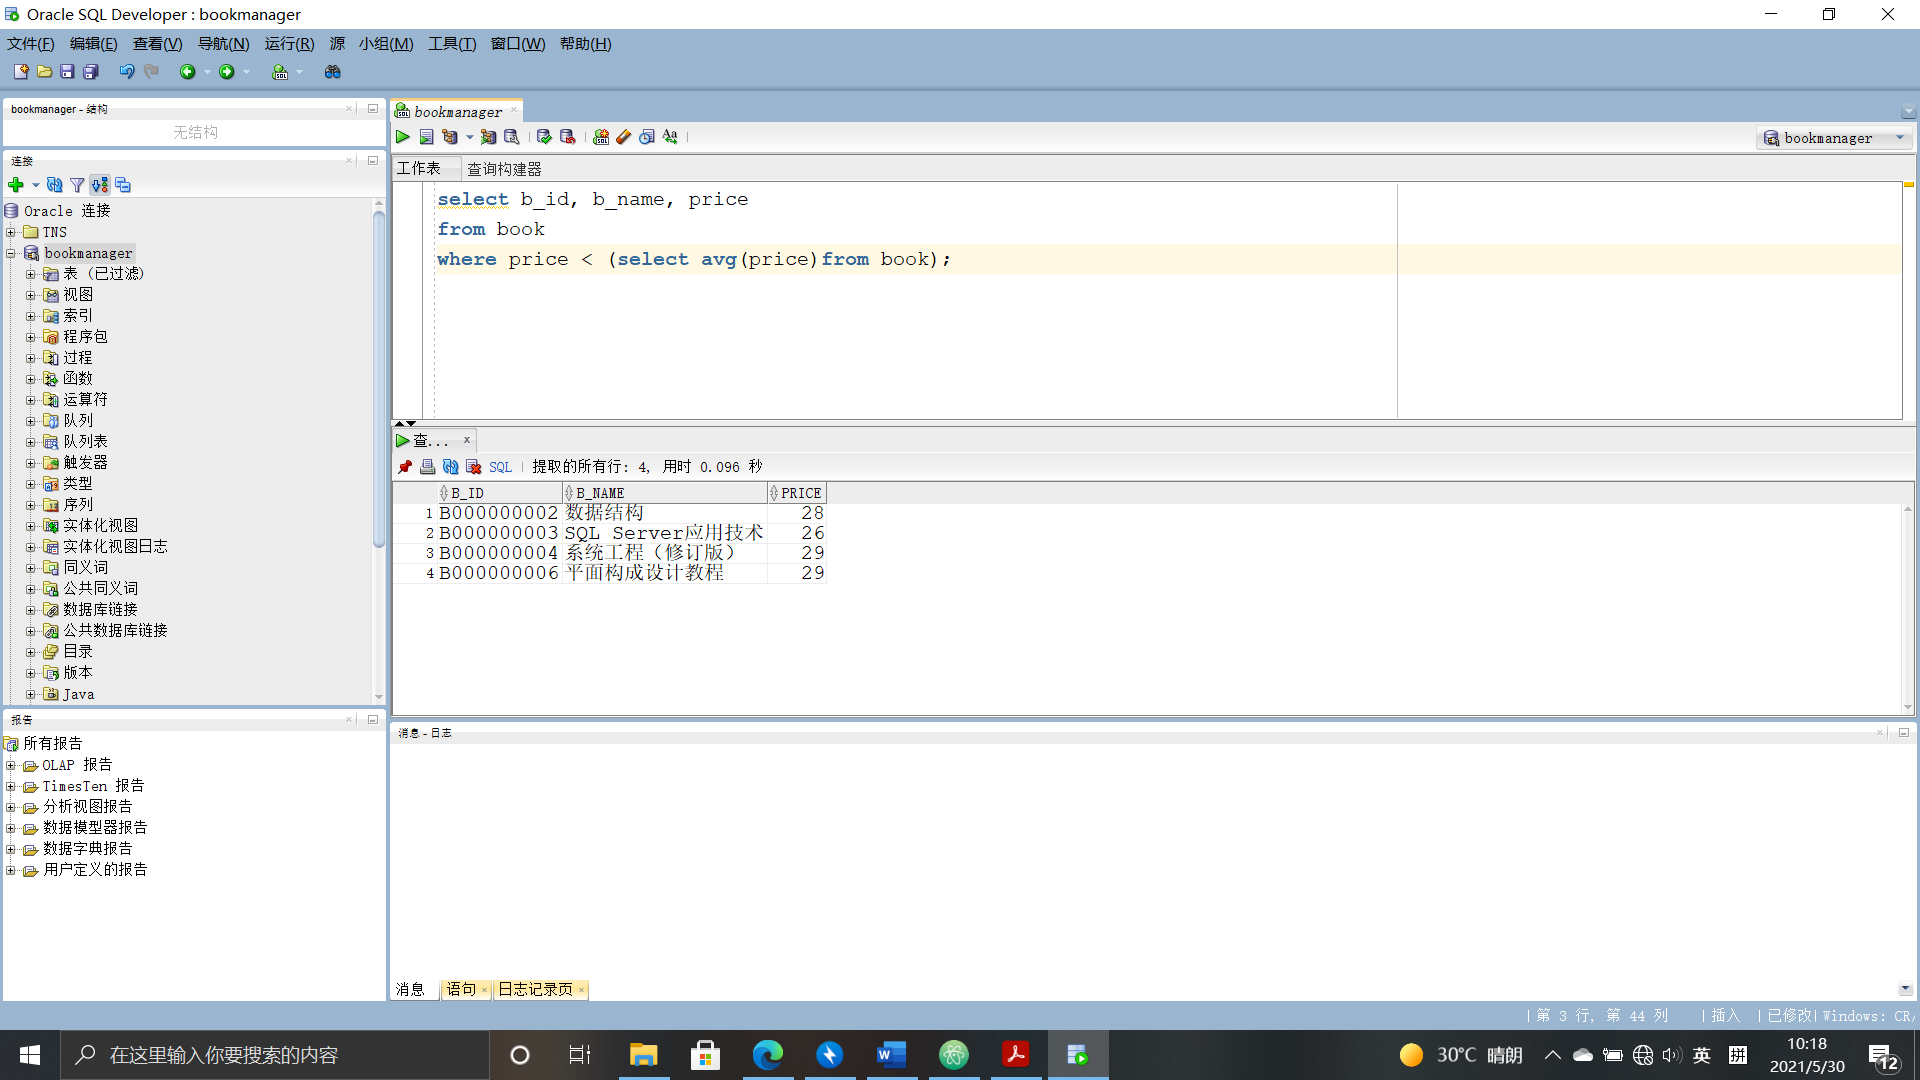 Oracle SQL Developer : bookmanager
文件(F) 编辑(E) 查看(V) 导航(N) 运行(R) 源 小组(M) 工具(T) 窗口(W) 帮助(H)
bookmanager - 结构
无结构
连接
Oracle 连接
TNS
bookmanager
表 (已过滤)
视图
索引
程序包
过程
函数
运算符
队列
队列表
触发器
类型
序列
实体化视图
实体化视图日志
同义词
公共同义词
数据库链接
公共数据库链接
目录
版本
Java
报告
所有报告
OLAP 报告
TimesTen 报告
分析视图报告
数据模型器报告
数据字典报告
用户定义的报告
bookmanager
bookmanager
工作表 查询构建器
select b_id, b_name, price
from book
where price < (select avg(price)from book);
查...
SQL | 提取的所有行: 4, 用时 0.096 秒
B_ID B_NAME PRICE
1 B000000002 数据结构 28
2 B000000003 SQL Server应用技术 26
3 B000000004 系统工程（修订版） 29
4 B000000006 平面构成设计教程 29
消息 - 日志
消息 语句 日志记录页
| 第 3 行, 第 44 列 | 插入 | 已修改| Windows: CR/
在这里输入你要搜索的内容
30°C 晴朗
英
拼
10:18
2021/5/30
12